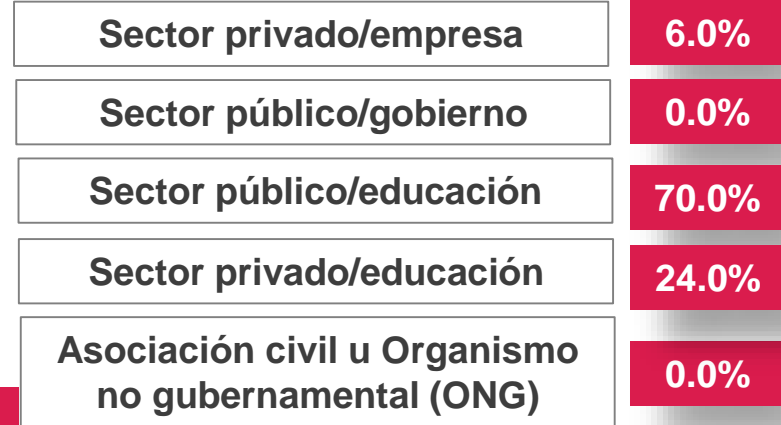 Sector privado/empresa 6.0%
Sector público/gobierno 0.0%
Sector público/educación 70.0%
Sector privado/educación 24.0%
Asociación civil u Organismo
no gubernamental (ONG) 0.0%